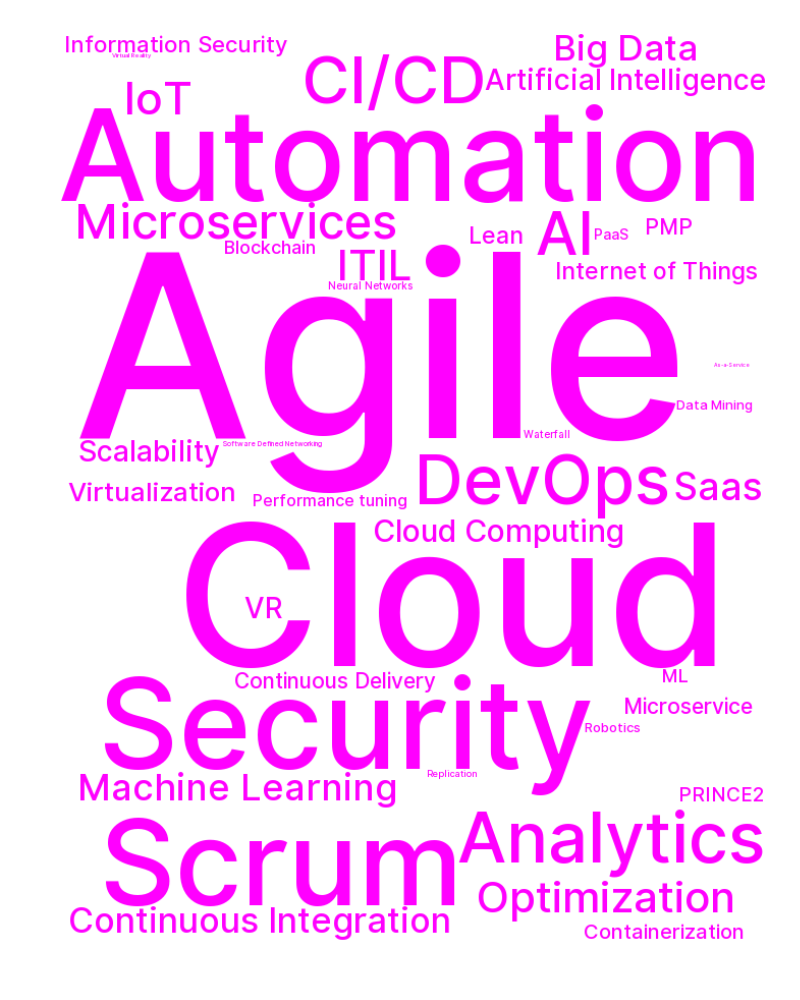 Information Security
Virtual Reality
Big Data
CI/CD
Artificial Intelligence
IoT
Automation
Microservices
Lean
AI
PaaS
PMP
Blockchain
ITIL
Internet of Things
Neural Networks
Agile
As-a-Service
Data Mining
Waterfall
Scalability
Software Defined Networking
DevOps
Saas
Virtualization
Performance tuning
Cloud Computing
Cloud
VR
Continuous Delivery
ML
Security
Microservice
Robotics
Replication
Machine Learning
PRINCE2
Scrum
Analytics
Optimization
Continuous Integration
Containerization